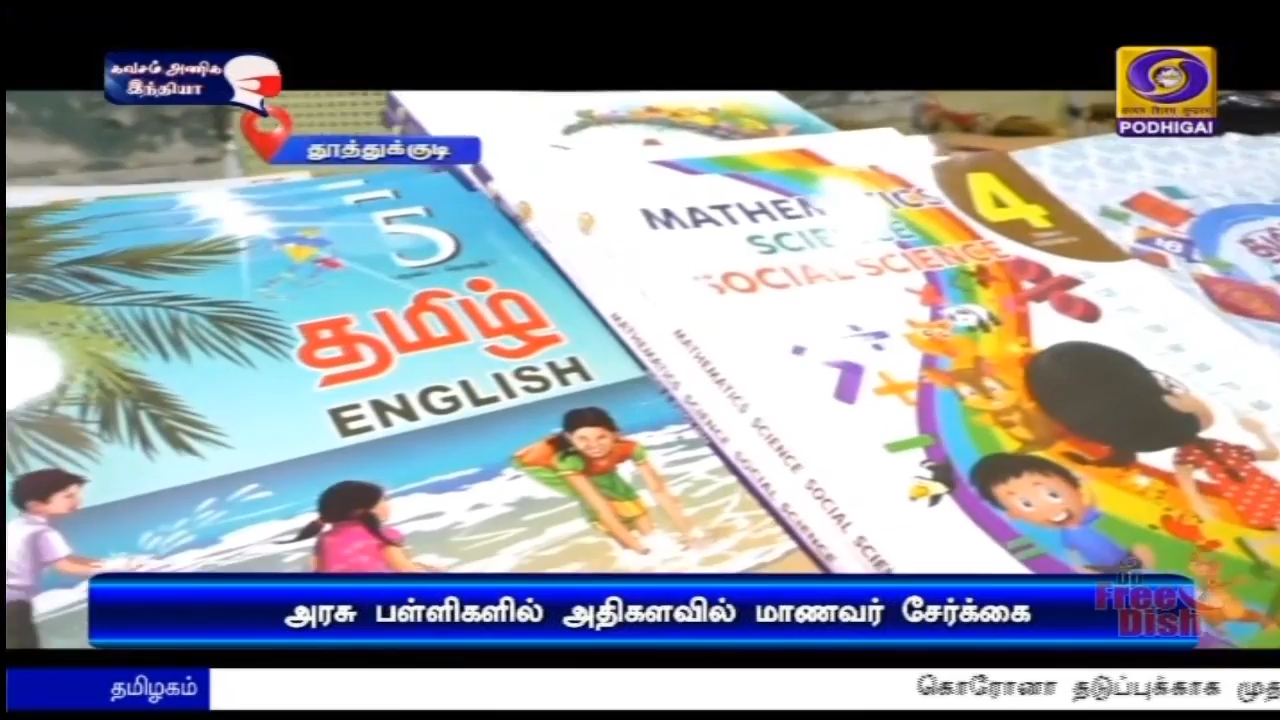 கவசம் அணிக
இந்தியா
PODHIGAI
தூத்துக்குடி
5
தமிழ்
ENGLISH
4
SOCIAL SCIENCE
MATHEMATICS SCIENCE SOCIAL SCIENCE
MATHEMATICS SCIENCE SOCIAL
அரசு பள்ளிகளில் அதிகளவில் மாணவர் சேர்க்கை
Free
Dish
தமிழகம்
கொரோனா தடுப்புக்காக